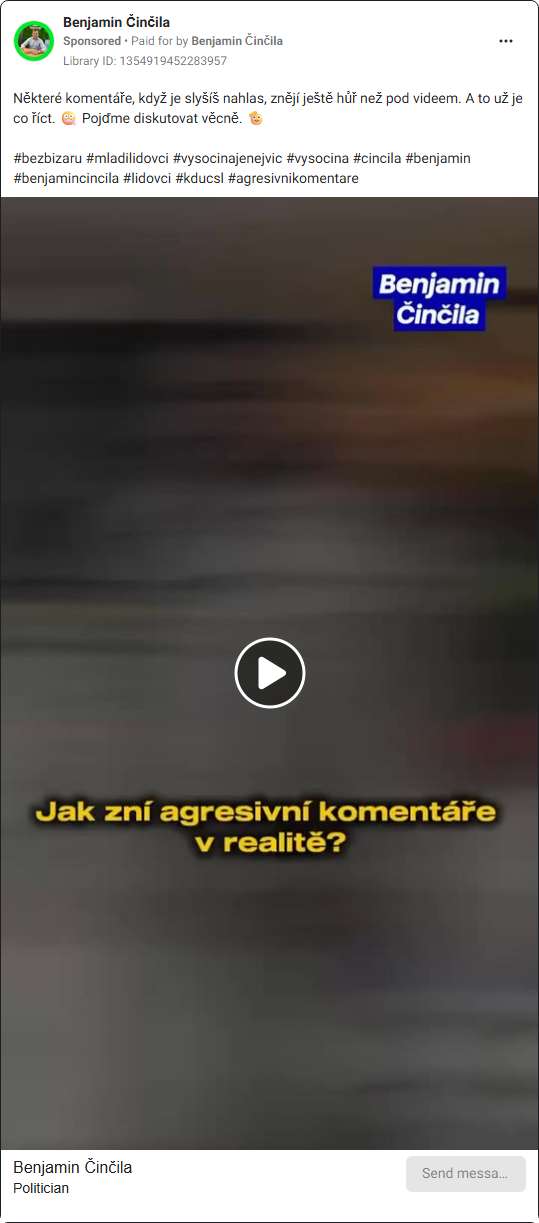 Benjamin Činčila
Sponsored • Paid for by Benjamin Činčila
Library ID: 1354919452283957
Některé komentáře, když je slyšíš nahlas, znějí ještě hůř než pod videem. A to už je
co říct. 🤪 Pojďme diskutovat věcně. 👋
#bezbizaru #mladilidovci #vysocinajenejvic #vysocina #cincila #benjamin
#benjamincincila #lidovci #kducsl #agresivnikomentare
Benjamin
Činčila
Jak zní agresivní komentáře
v realitě?
Benjamin Činčila
Send messa...
Politician